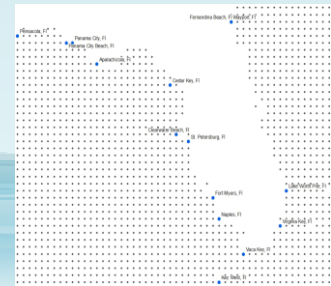 Fernandina Beach, Fl Mayport, Fl
Pensacola, Fl
Panama City, Fl
Panama City Beach, Fl
Apalachicola, Fl
Cedar Key, Fl
Clearwater Beach, Fl
St. Petersburg, Fl
Fort Myers, Fl
Lake Worth Pier, Fl
Naples, Fl
Virginia Key, Fl
Vaca Key, Fl
Key West, Fl